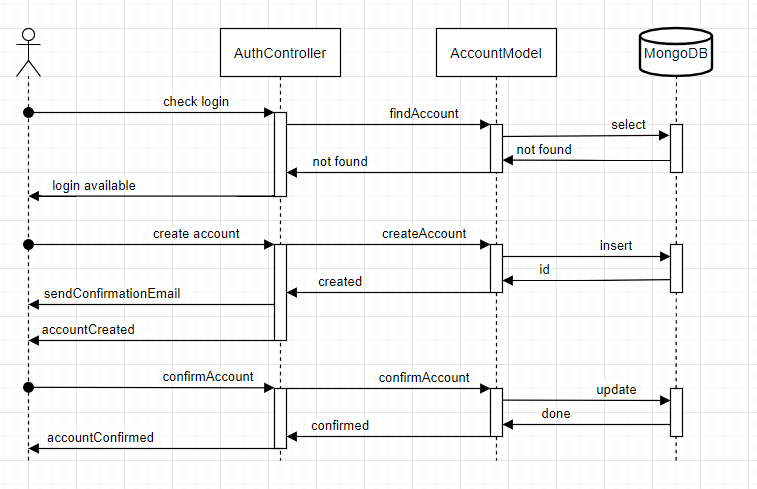 AuthController
AccountModel
MongoDB
check login
findAccount
select
not found
not found
login available
create account
createAccount
insert
id
created
sendConfirmationEmail
accountCreated
confirmAccount
confirmAccount
update
done
confirmed
accountConfirmed